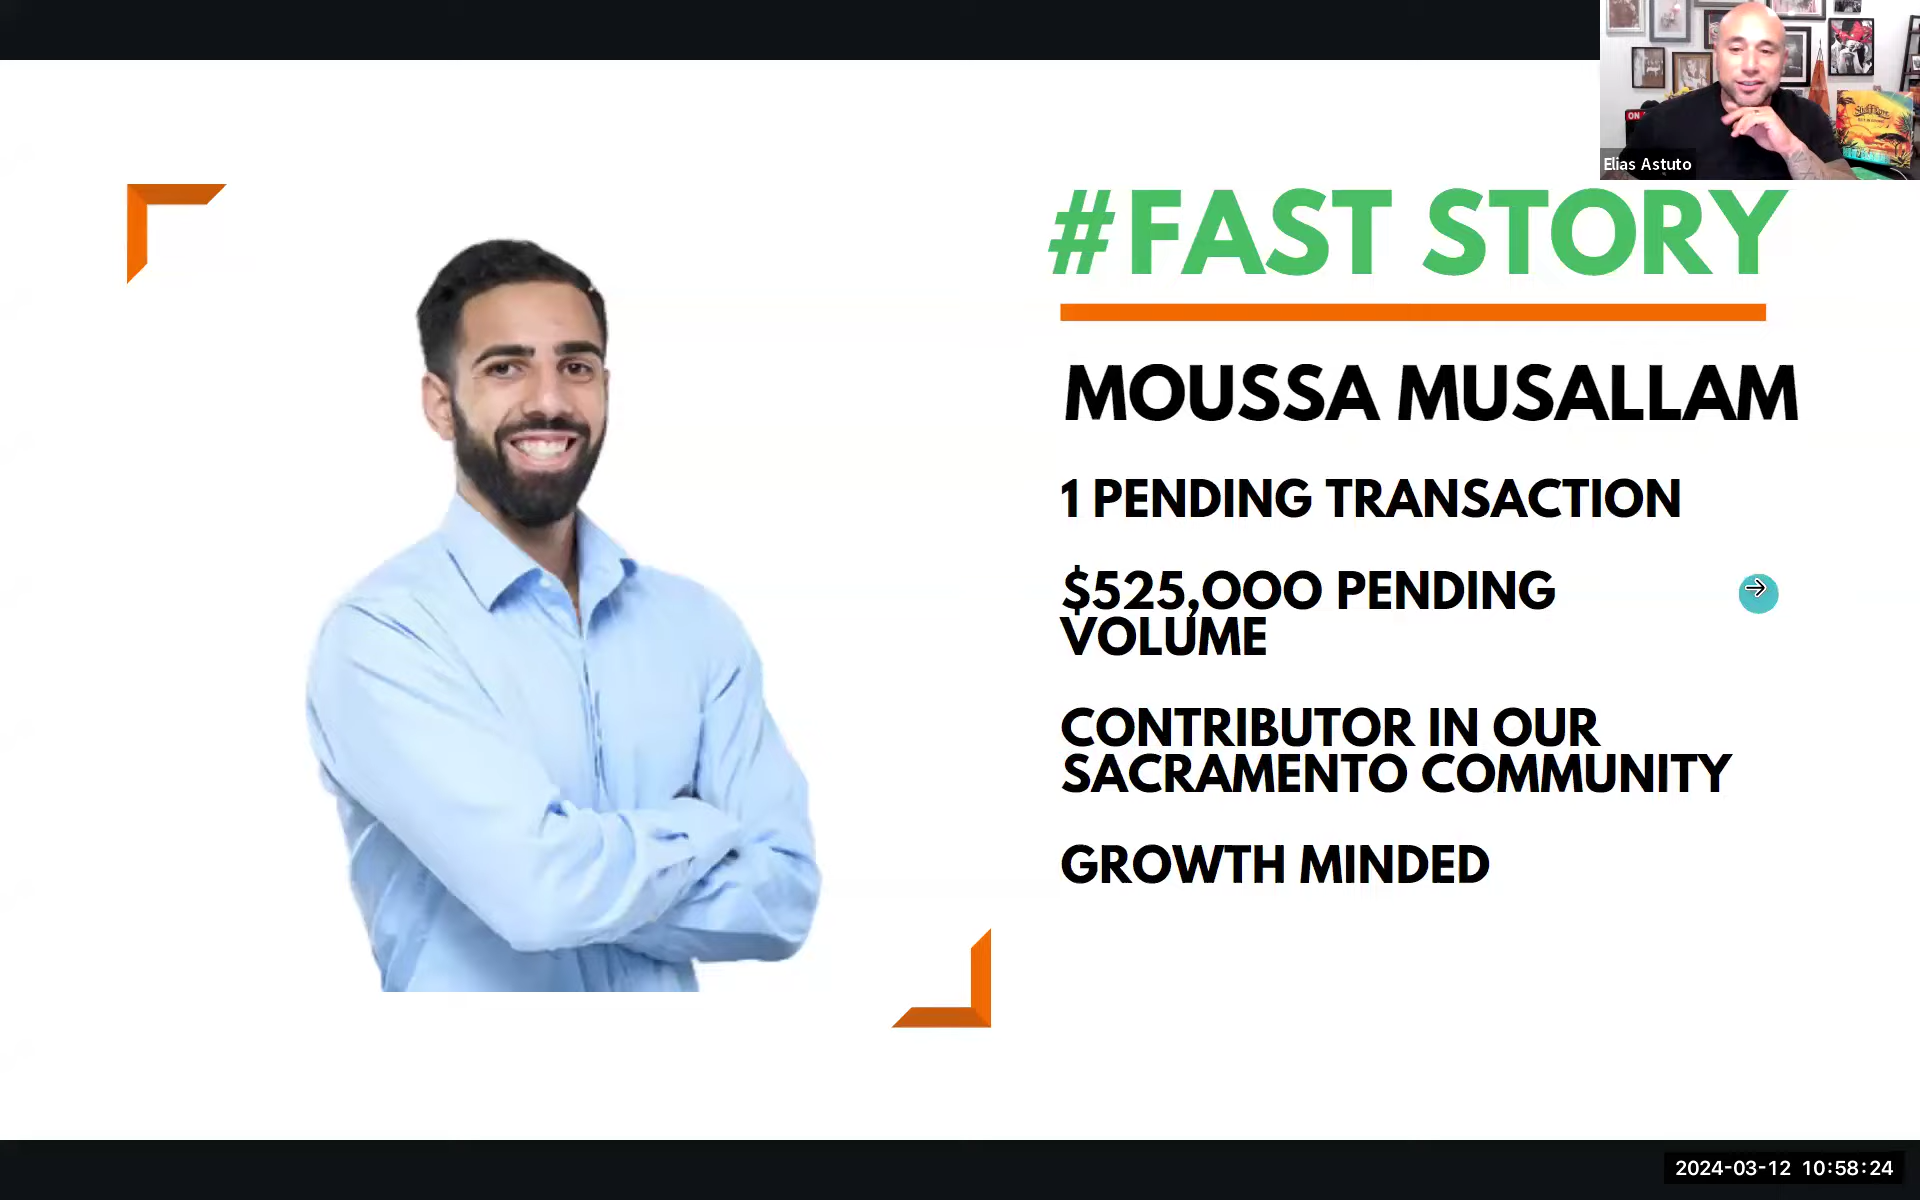 ON
Elias Astuto
#FAST STORY
MOUSSA MUSALLAM
1 PENDING TRANSACTION
$525,000 PENDING
VOLUME
CONTRIBUTOR IN OUR
SACRAMENTO COMMUNITY
GROWTH MINDED
2024-03-12 10:58:24